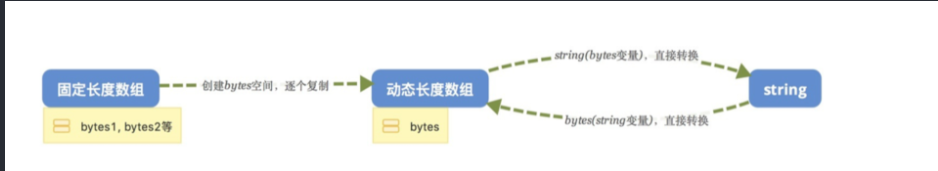 string(bytes变量)，直接转换
固定长度数组
创建bytes空间，逐个复制
动态长度数组
string
bytes1, bytes2等
bytes
bytes(string变量)，直接转换